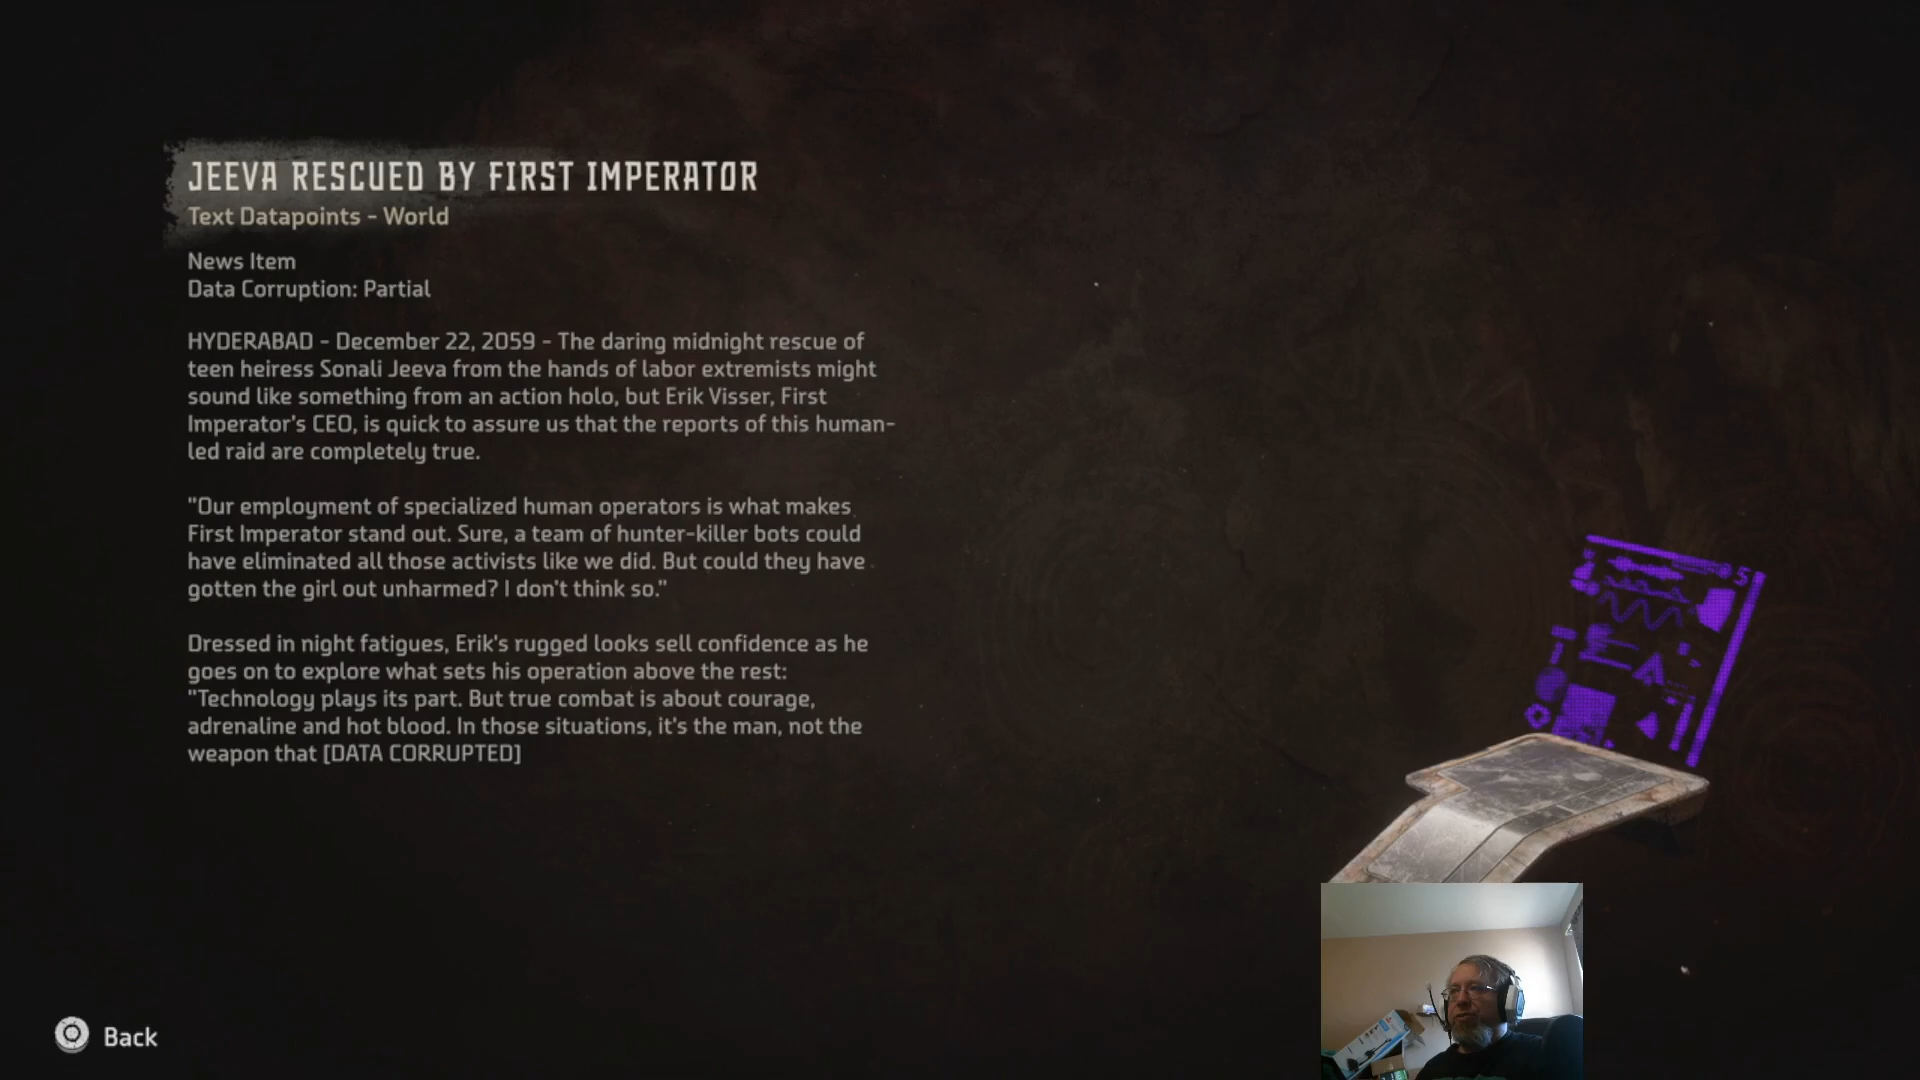 JEEVA RESCUED BY FIRST IMPERATOR
Text Datapoints - World
News Item
Data Corruption: Partial
HYDERABAD - December 22, 2059 - The daring midnight rescue of
teen heiress Sonali Jeeva from the hands of labor extremists might
sound like something from an action holo, but Erik Visser, First
Imperator's CEO, is quick to assure us that the reports of this human-
led raid are completely true.
"Our employment of specialized human operators is what makes
First Imperator stand out. Sure, a team of hunter-killer bots could
have eliminated all those activists like we did. But could they have
gotten the girl out unharmed? I don't think so."
Dressed in night fatigues, Erik's rugged looks sell confidence as he
goes on to explore what sets his operation above the rest:
"Technology plays its part. But true combat is about courage,
adrenaline and hot blood. In those situations, it's the man, not the
weapon that [DATA CORRUPTED]
Back